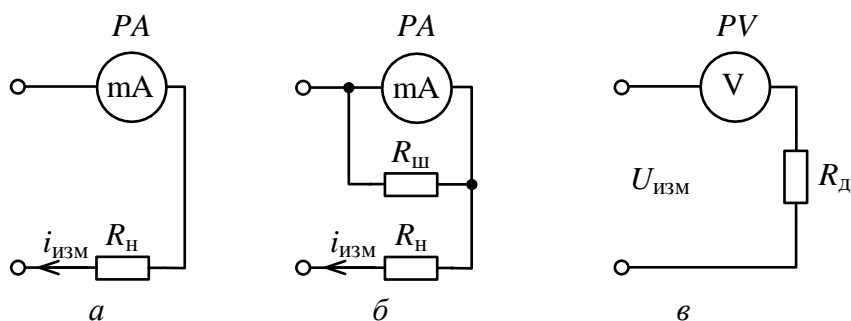 PA PA PV
mA mA V
Rш
Uизм Rд
iизм Rн iизм Rн
а б в